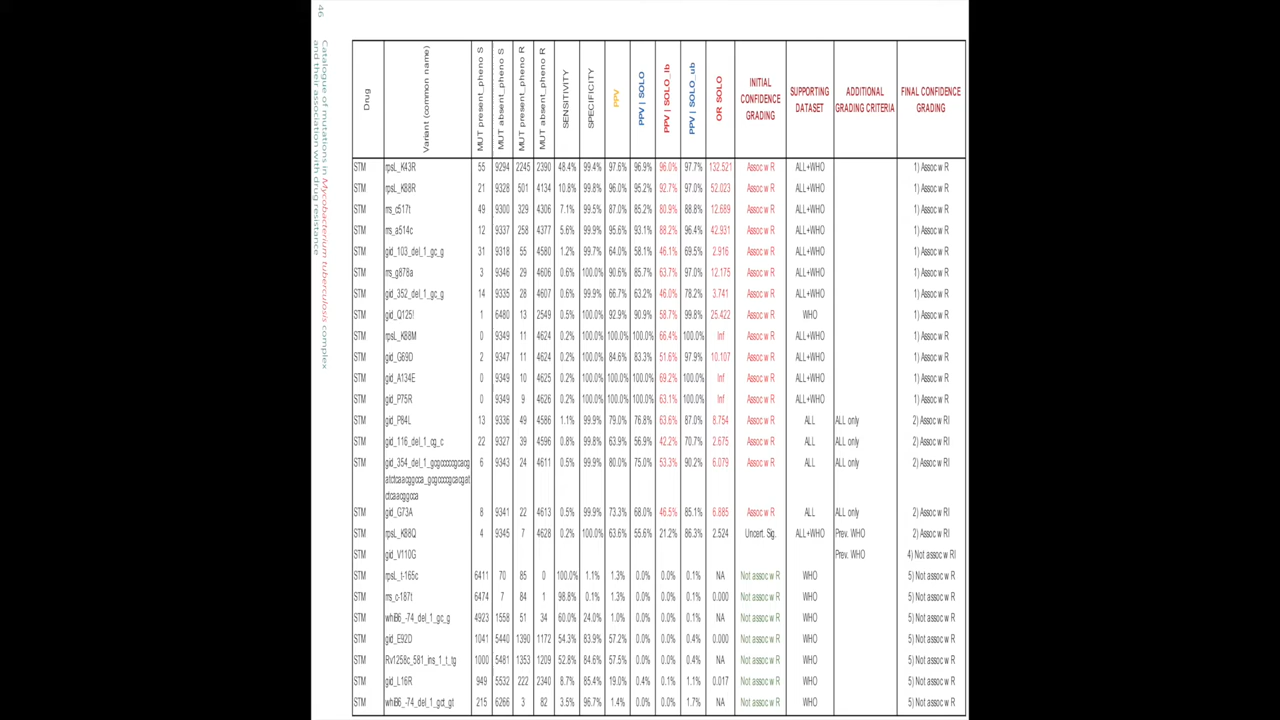 46 Catalogue of mutations in Mycobacterium tuberculosis complex
and their association with drug resistance
Drug Variant (common name) MUT present_pheno S MUT absent_pheno S MUT present_pheno R MUT absent_pheno R SENSITIVITY SPECIFICITY PPV PPV | SOLO PPV | SOLO_lb PPV | SOLO_ub OR SOLO INITIAL CONFIDENCE GRADING SUPPORTING DATASET ADDITIONAL GRADING CRITERIA FINAL CONFIDENCE GRADING
STM rpsL_K43R 55 9294 2245 2390 48.4% 99.4% 97.6% 96.9% 96.0% 97.7% 132.521 Assoc w R ALL+WHO 1) Assoc w R
STM rpsL_K88R 21 501 4134 10.8% 99.8% 96.0% 95.2% 92.7% 97.0% 52.023 Assoc w R ALL+WHO 1) Assoc w R
STM 9300 329 4306 7.1% 99.5% 87.0% 85.2% 80.9% 88.8% 12.689 Assoc w R ALL+WHO 1) Assoc w R
STM rrs_a514c 258 4377 5.6% 99.9% 95.6% 93.1% 88.2% 96.4% 42.931 Assoc w R ALL+WHO 1) Assoc w R
STM gid_103_del_1_gc_g 55 4580 1.2% 58.1% 46.1% 69.5% 2.916 Assoc w R ALL+WHO 1) Assoc w R
STM rrs_g878a 3 29 4606 0.6% 100.0% 90.6% 85.7% 63.7% 97.0% 12.175 Assoc w R ALL+WHO 1) Assoc w R
STM gid_352_del_1_gc_g 14 9335 28 4607 0.6% 99.9% 66.7% 63.2% 46.0% 78.2% 3.741 Assoc w R ALL+WHO 1) Assoc w R
STM gid_Q125 1 6480 13 2549 0.5% 100.0% 92.9% 90.9% 58.7% 99.8% 25.422 Assoc w R WHO 1) Assoc w R
STM rpsL_K88M 0 9349 11 4624 0.2% 100.0% 100.0% 100.0% 66.4% 100.0% Inf Assoc w R ALL+WHO 1) Assoc w R
STM gid_G69D 2 9347 11 4624 0.2% 100.0% 84.6% 83.3% 51.6% 97.9% 10.107 Assoc w R ALL+WHO 1) Assoc w R
STM gid_A134E 0 9349 10 4625 0.2% 100.0% 100.0% 100.0% 69.2% 100.0% Inf Assoc w R ALL+WHO 1) Assoc w R
STM gid_P75R 0 9349 9 4626 0.2% 100.0% 100.0% 100.0% 63.1% 100.0% Inf Assoc w R ALL+WHO 1) Assoc w R
STM gid_P84L 13 9336 49 4586 1.1% 99.9% 79.0% 76.8% 63.6% 87.0% 8.754 Assoc w R ALL ALL only 2) Assoc w RI
STM gid_116_del_1_cg_c 22 9327 39 4596 0.8% 99.8% 63.9% 56.9% 42.2% 70.7% 2.675 Assoc w R ALL ALL only 2) Assoc w RI
STM gid_354_del_1_gcgccccgcacg 6 9343 24 4611 0.5% 99.9% 80.0% 75.0% 53.3% 90.2% 6.079 Assoc w R ALL ALL only 2) Assoc w RI
atctcaacggcca_gcgccccgcacgat
ctcaacggcca
STM gid_G73A 8 9341 22 4613 0.5% 99.9% 73.3% 68.0% 46.5% 85.1% 6.885 Assoc w R ALL ALL only 2) Assoc w RI
STM rpsL_K88Q 4 9345 7 4628 0.2% 100.0% 63.6% 55.6% 21.2% 86.3% 2.524 Uncert. Sig. ALL+WHO Prev. WHO 2) Assoc w RI
STM gid_V110G Prev. WHO 4) Not assoc w RI
STM rpsL_t-165c 6411 70 85 0 100.0% 1.1% 1.3% 0.0% 0.0% 0.1% NA Not assoc w R WHO 5) Not assoc w R
STM rrs_c-187t 6474 7 84 1 98.8% 0.1% 1.3% 0.0% 0.0% 0.1% 0.000 Not assoc w R WHO 5) Not assoc w R
STM whiB6_-74_del_1_gc_g 4923 1558 51 34 60.0% 24.0% 1.0% 0.0% 0.0% 0.1% NA Not assoc w R WHO 5) Not assoc w R
STM gid_E92D 1041 5440 1390 1172 54.3% 83.9% 57.2% 0.0% 0.0% 0.4% 0.000 Not assoc w R WHO 5) Not assoc w R
STM Rv1258c_581_ins_1_t_tg 1000 5481 1353 1209 52.8% 84.6% 57.5% 0.0% 0.0% 0.4% NA Not assoc w R WHO 5) Not assoc w R
STM gid_L16R 949 5532 222 2340 8.7% 85.4% 19.0% 0.4% 0.1% 1.1% 0.017 Not assoc w R WHO 5) Not assoc w R
STM whiB6_-74_del_1_gct_gt 215 6266 3 82 3.5% 96.7% 1.4% 0.0% 0.0% 1.7% NA Not assoc w R WHO 5) Not assoc w R